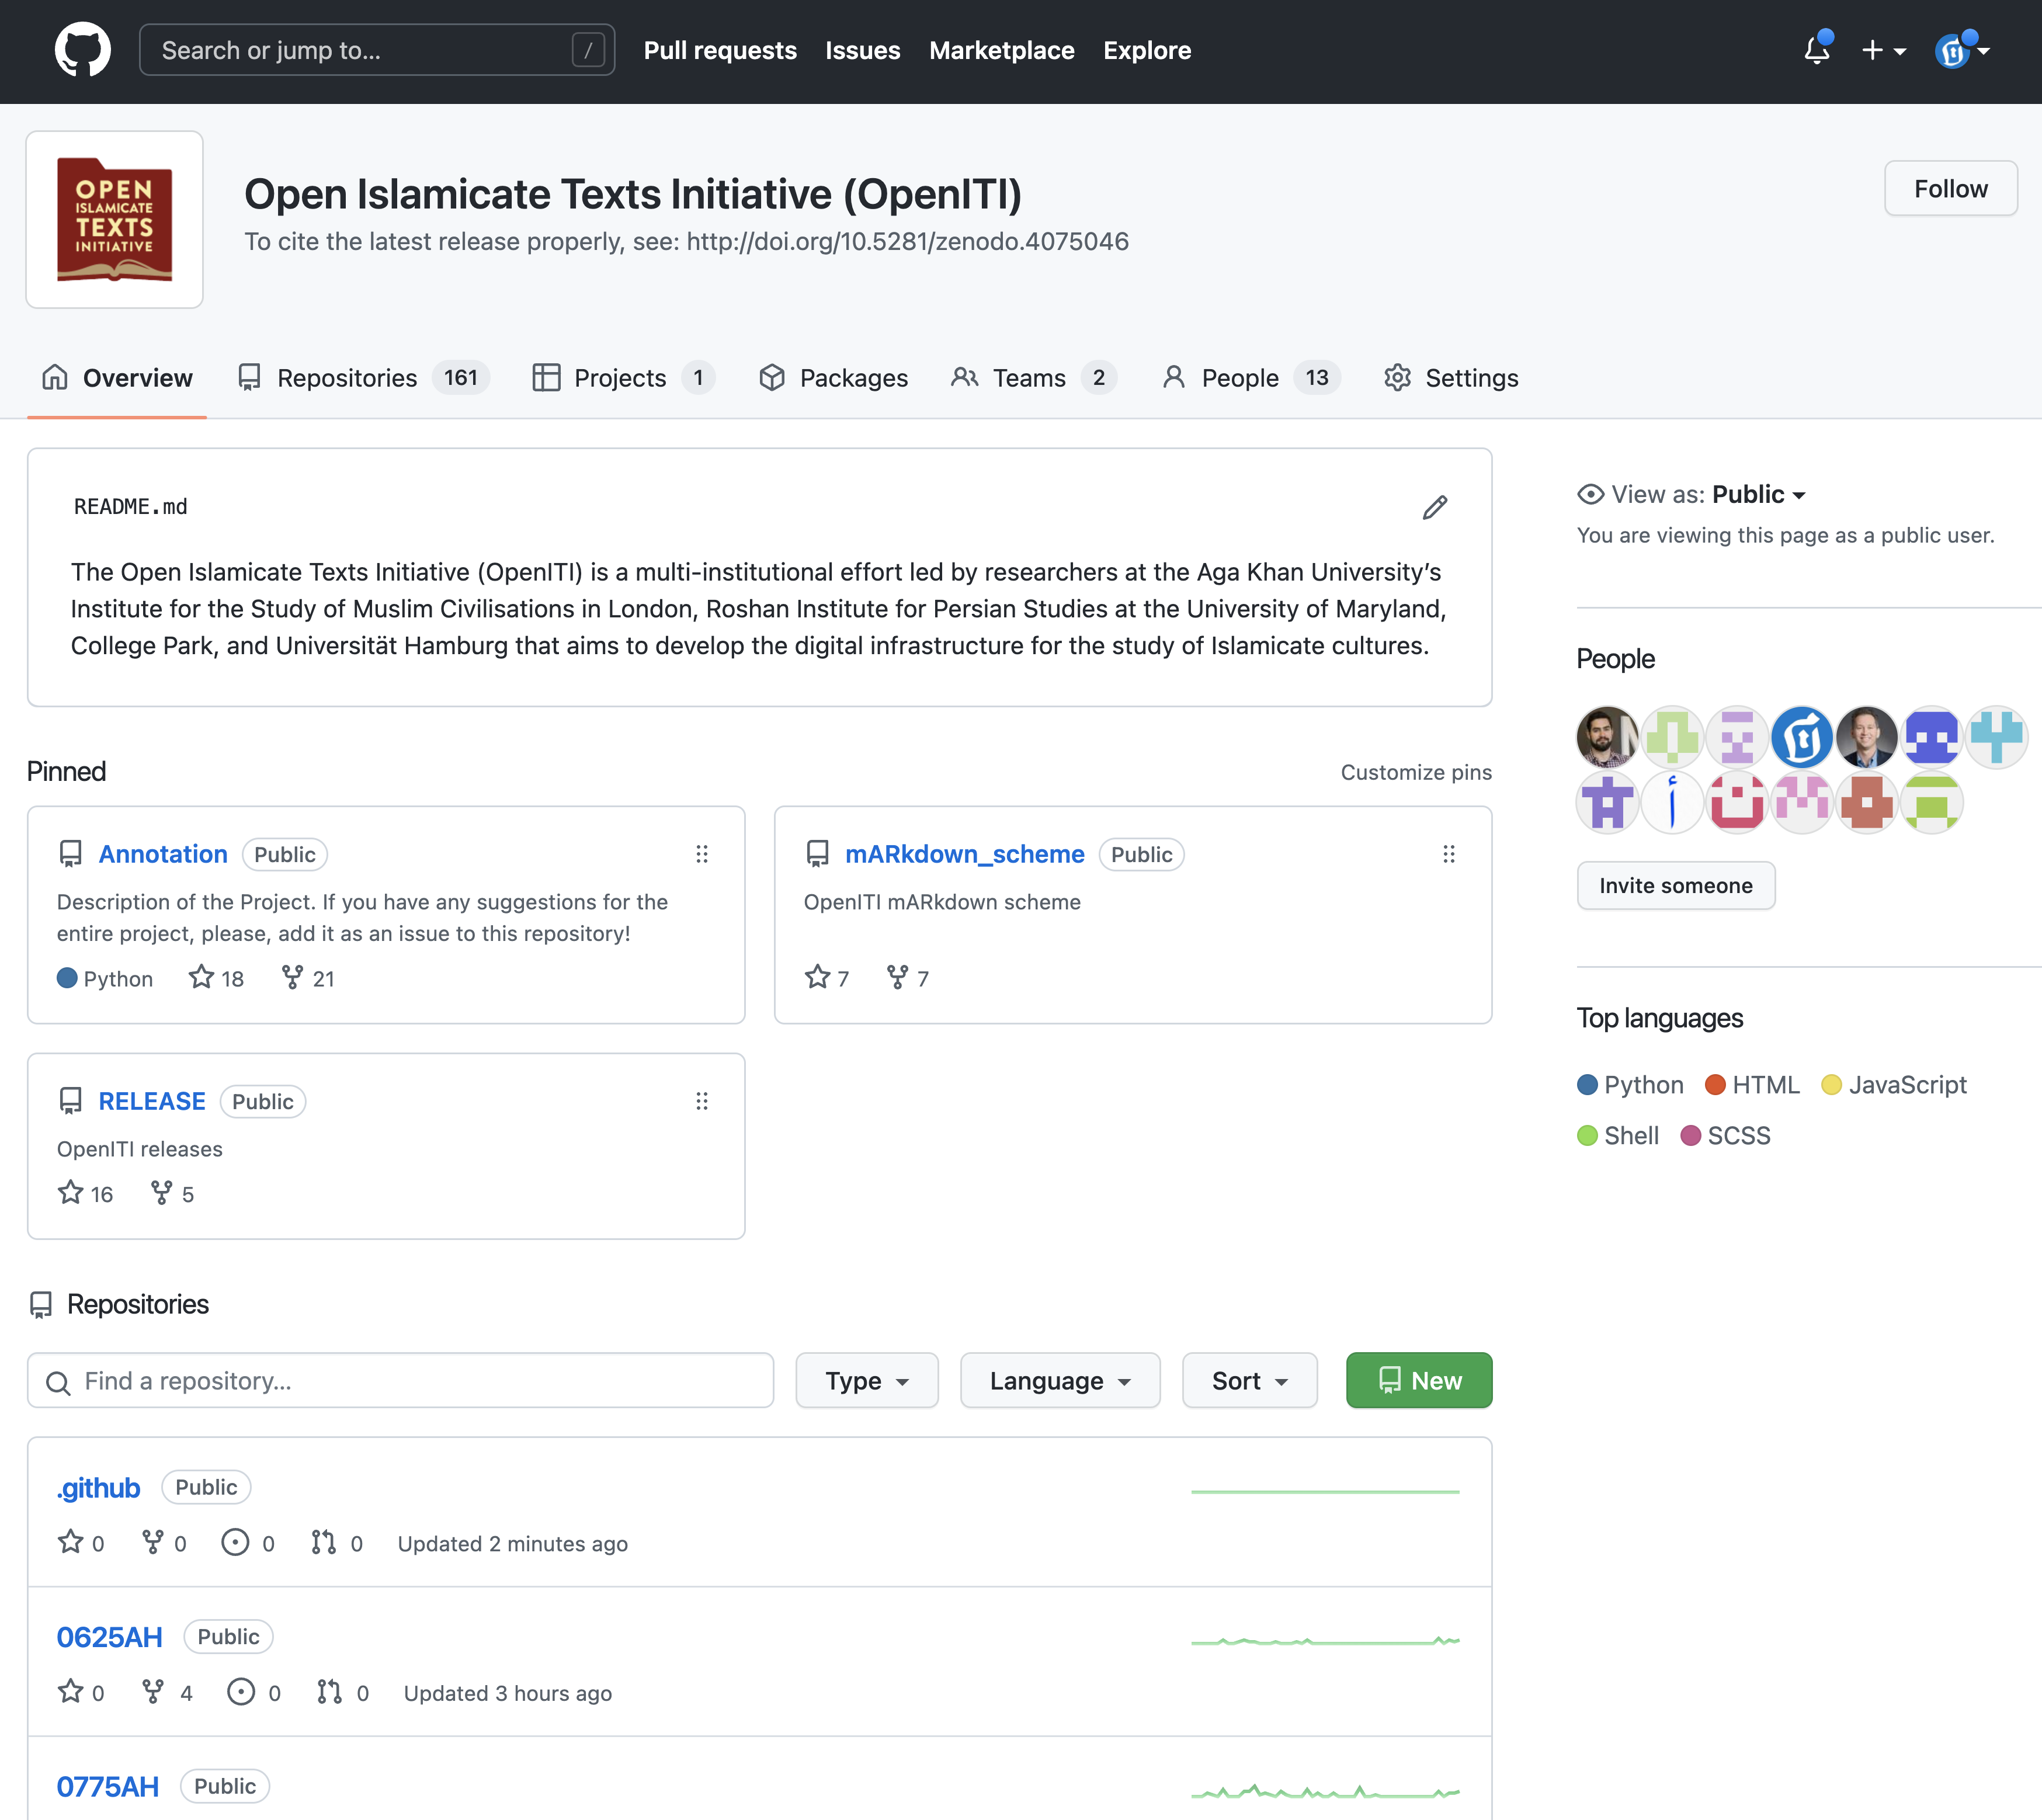 Search or jump to... /
Pull requests Issues Marketplace Explore
OPEN
ISLAMICATE
TEXTS
INITIATIVE
Open Islamicate Texts Initiative (OpenITI)
To cite the latest release properly, see: http://doi.org/10.5281/zenodo.4075046
Follow
Overview Repositories 161 Projects 1 Packages Teams 2 People 13 Settings
README.md
The Open Islamicate Texts Initiative (OpenITI) is a multi-institutional effort led by researchers at the Aga Khan University’s
Institute for the Study of Muslim Civilisations in London, Roshan Institute for Persian Studies at the University of Maryland,
College Park, and Universität Hamburg that aims to develop the digital infrastructure for the study of Islamicate cultures.
Pinned
Customize pins
Annotation Public
Description of the Project. If you have any suggestions for the
entire project, please, add it as an issue to this repository!
Python 18 21
mARkdown_scheme Public
OpenITI mARkdown scheme
7 7
RELEASE Public
OpenITI releases
16 5
Repositories
Find a repository... Type Language Sort New
.github Public
0 0 0 0 Updated 2 minutes ago
0625AH Public
0 4 0 0 Updated 3 hours ago
0775AH Public
View as: Public
You are viewing this page as a public user.
People
أ
Invite someone
Top languages
Python HTML JavaScript
Shell SCSS